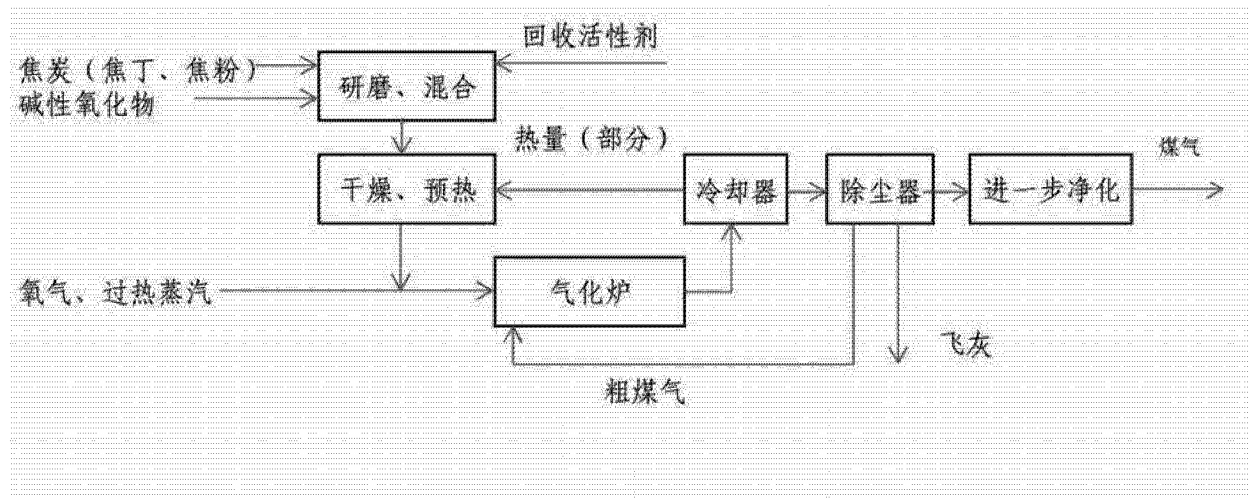 回收活性剂
焦炭（焦丁、焦粉）
碱性氧化物
研磨、混合
热量（部分）
煤气
干燥、预热
冷却器
除尘器
进一步净化
氧气、过热蒸汽
气化炉
飞灰
粗煤气